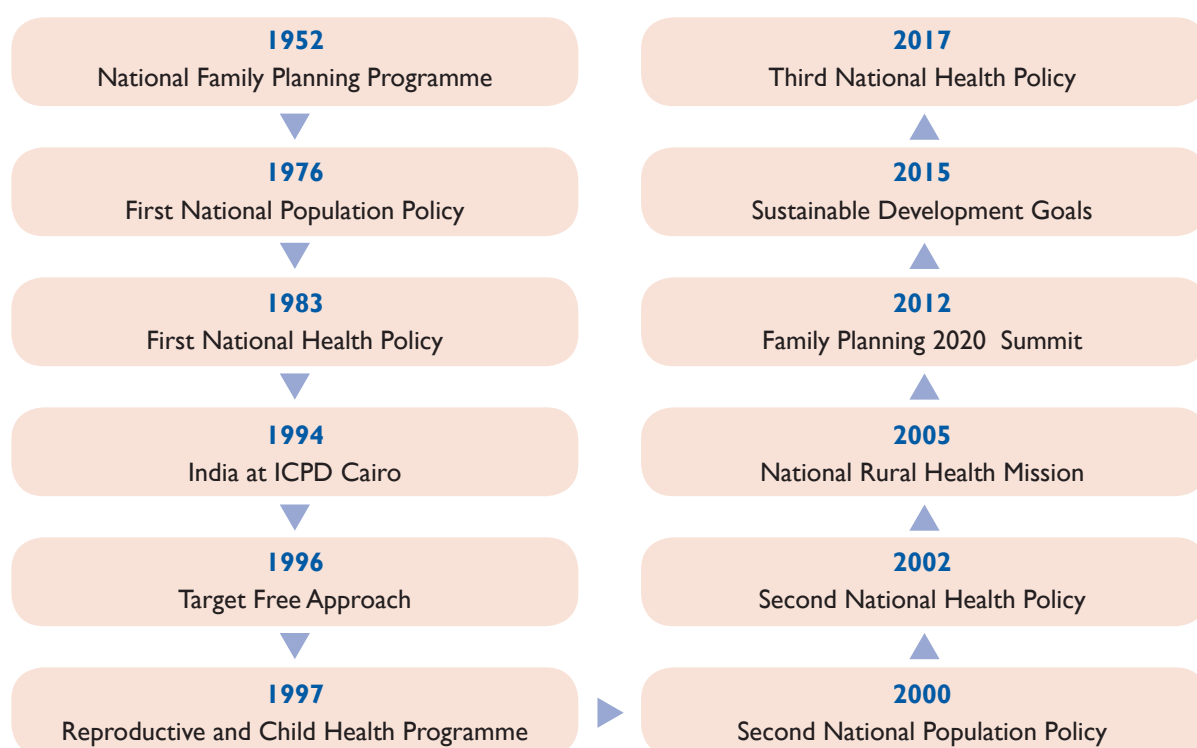 1952
National Family Planning Programme
1976
First National Population Policy
1983
First National Health Policy
1994
India at ICPD Cairo
1996
Target Free Approach
1997
Reproductive and Child Health Programme
2000
Second National Population Policy
2002
Second National Health Policy
2005
National Rural Health Mission
2012
Family Planning 2020 Summit
2015
Sustainable Development Goals
2017
Third National Health Policy